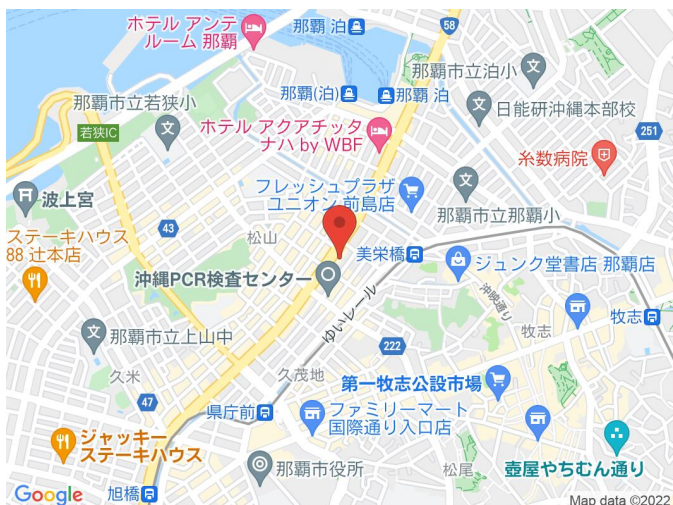 ホテル アンテ
ルーム 那覇
那覇 泊
58
那覇市立泊小
那覇市立若狭小
那覇(泊)
那覇 泊
日能研沖縄本部校
若狭IC
ホテル アクアチッタ
ナハ by WBF
251
糸数病院
フレッシュプラザ
ユニオン 前島店
波上宮
那覇市立那覇小
43
松山
ステーキハウス
88 辻本店
美栄橋
ジュンク堂書店 那覇店
沖縄PCR検査センター
沖映通り
ゆいレール
牧志
那覇市立上山中
222
久米
久茂地
第一牧志公設市場
47
県庁前
ファミリーマート
国際通り入口店
ジャッキー
ステーキハウス
那覇市役所
松尾
壺屋やちむん通り
Google
旭橋
Map data ©2022